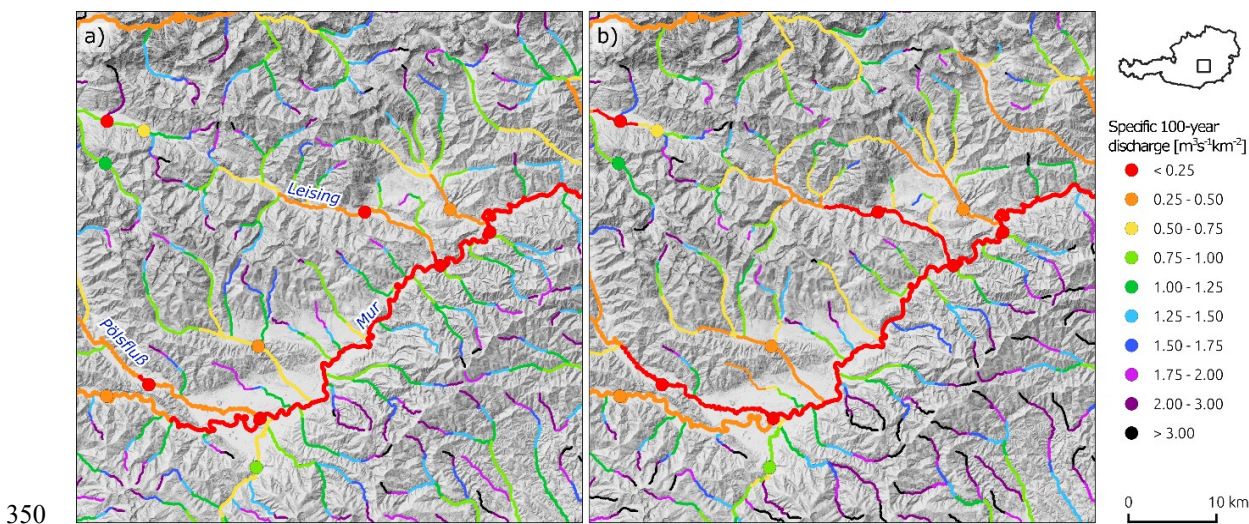 a)
b)
Leising
Mur
Pölsfluß
Specific 100-year
discharge [m³s⁻¹km⁻²]
< 0.25
0.25 - 0.50
0.50 - 0.75
0.75 - 1.00
1.00 - 1.25
1.25 - 1.50
1.50 - 1.75
1.75 - 2.00
2.00 - 3.00
> 3.00
0 10 km
350